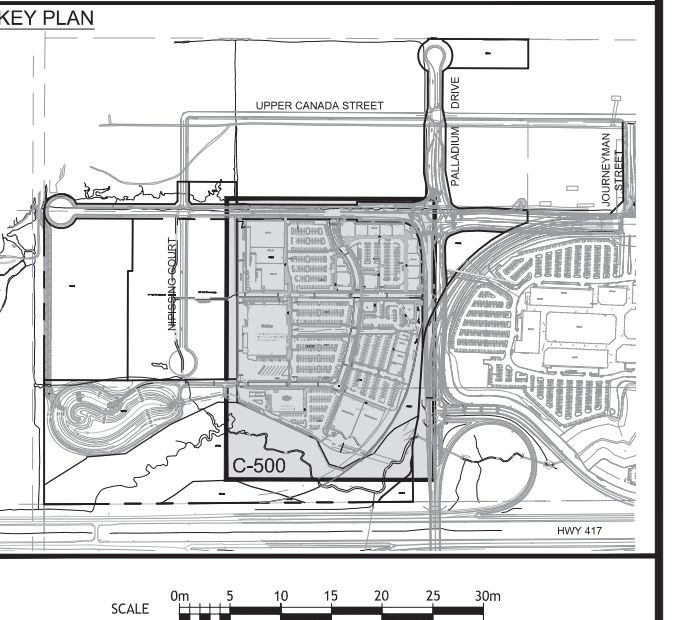 KEY PLAN
UPPER CANADA STREET
PALLADIUM DRIVE
JOURNEYMAN
STREET
NIPISSING COURT
C-500
HWY 417
SCALE
0m 5 10 15 20 25 30m